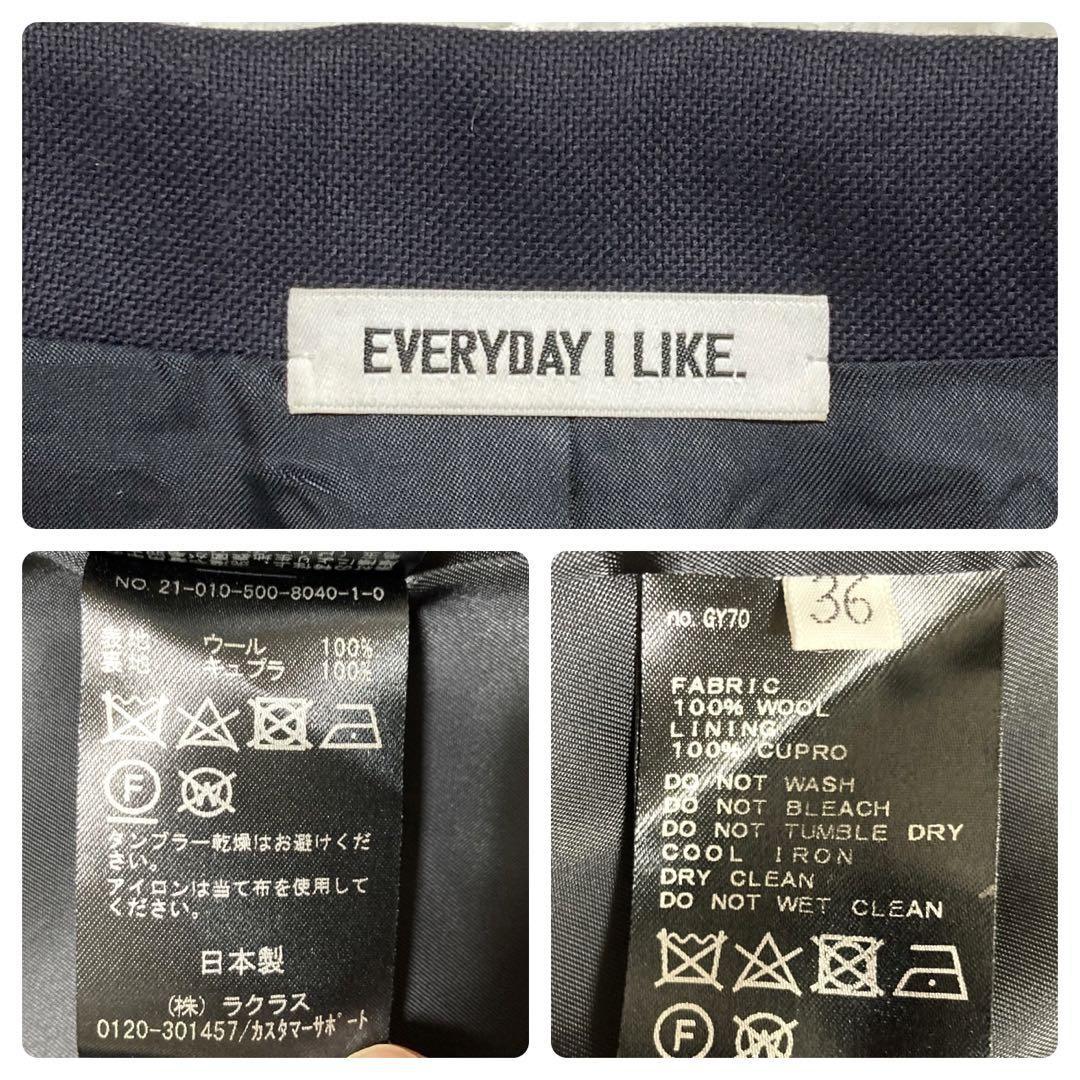 EVERYDAY I LIKE.
NO. 21-010-500-8040-1-0
表地 ウール 100%
裏地 キュプラ 100%
F
W
タンブラー乾燥はお避けくだ
さい。
アイロンは当て布を使用して
ください。
日本製
(株) ラクラス
0120-301457/カスタマーサポート
36
no. GY70
FABRIC
100% WOOL
LINING
100% CUPRO
DO NOT WASH
DO NOT BLEACH
DO NOT TUMBLE DRY
COOL IRON
DRY CLEAN
DO NOT WET CLEAN
F
W